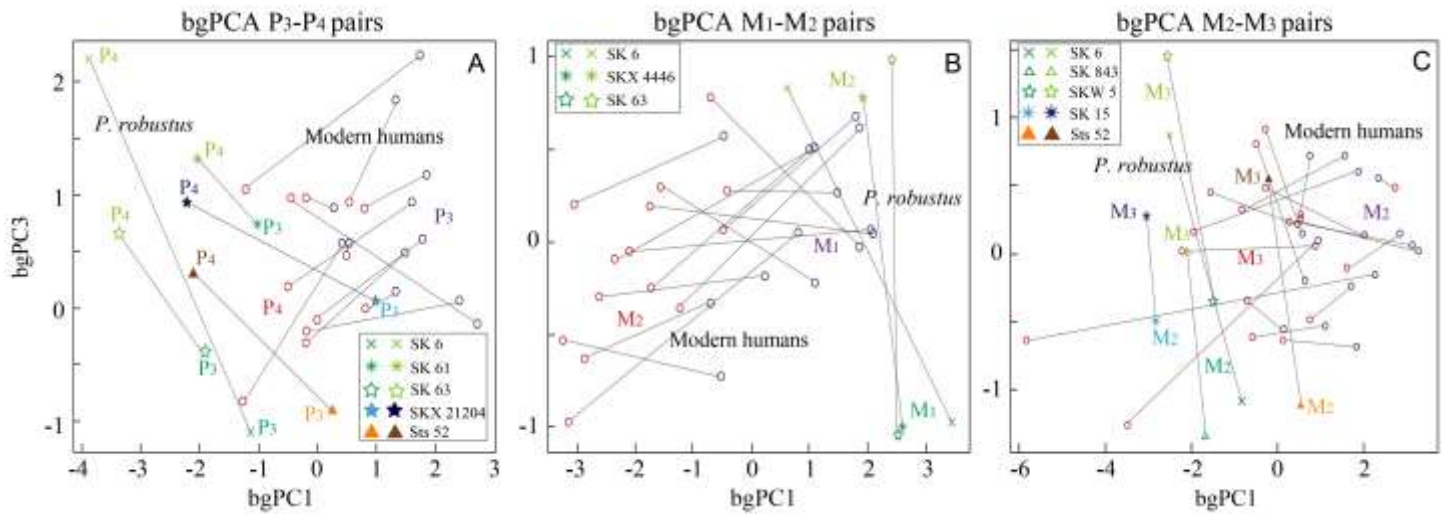 bgPCA P3-P4 pairs
A
P4
P. robustus
Modern humans
P4
P4
P3
P3
P4
P4
P4
P3
P3
P3
P3
SK 6
SK 61
SK 63
SKX 21204
Sts 52
2
1
0
-1
bgPC3
-4
-3
-2
-1
0
1
2
3
bgPC1
bgPCA M1-M2 pairs
B
SK 6
SKX 4446
SK 63
M2
P. robustus
M1
M2
Modern humans
M1
1
0
-1
-3
-2
-1
0
1
2
3
bgPC1
bgPCA M2-M3 pairs
C
SK 6
SK 843
SKW 5
SK 15
Sts 52
M3
Modern humans
P. robustus
M3
M3
M2
M3
M3
M2
M2
M2
1
0
-1
-6
-4
-2
0
2
bgPC1